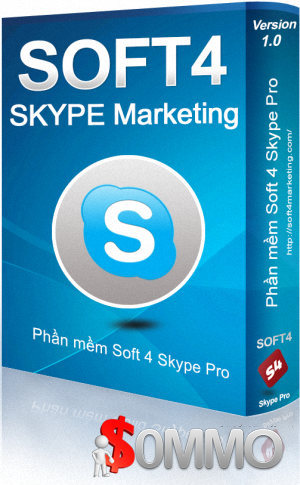 SOFT4
SKYPE Marketing
S
Phần mềm Soft 4 Skype Pro
Version
1.0
Phần mềm Soft 4 Skype Pro
http://soft4marketing.com/
SOFT4
S4
Skype Pro
$OMMO